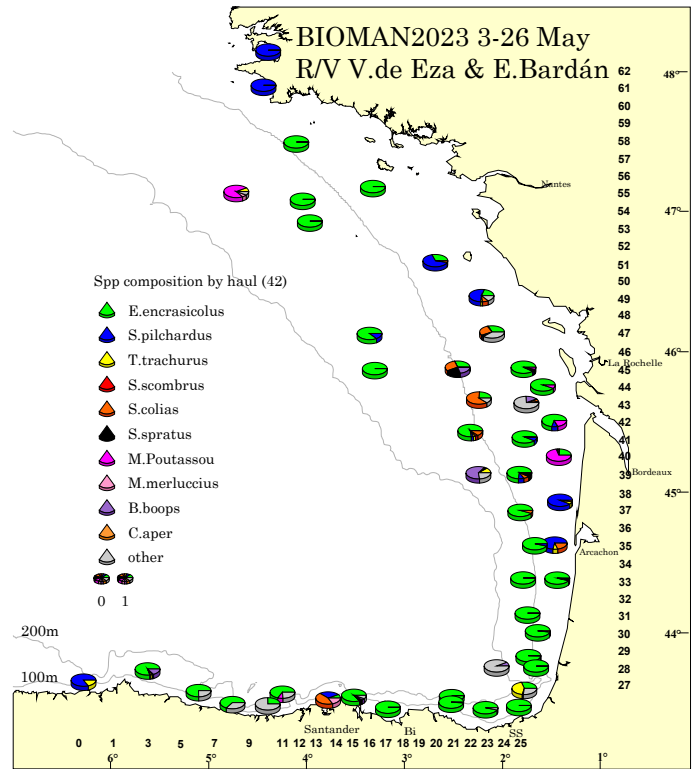 BIOMAN2023 3-26 May
R/V V.de Eza & E.Bardán
62
48°
61
60
59
58
57
56
Nantes
55
54
47°
53
52
51
50
49
48
47
46
46°
45
La Rochelle
44
43
42
41
40
39
Bordeaux
38
45°
37
36
35
Arcachon
34
33
32
31
30
44°
29
28
27
Spp composition by haul (42)
E.encrasicolus
S.pilchardus
T.trachurus
S.scombrus
S.colias
S.spratus
M.Poutassou
M.merluccius
B.boops
C.aper
other
0 1
200m
100m
Santander Bi SS
0 1 3 5 7 9 11 12 13 14 15 16 17 18 19 20 21 22 23 24 25
6° 5° 4° 3° 2° 1°